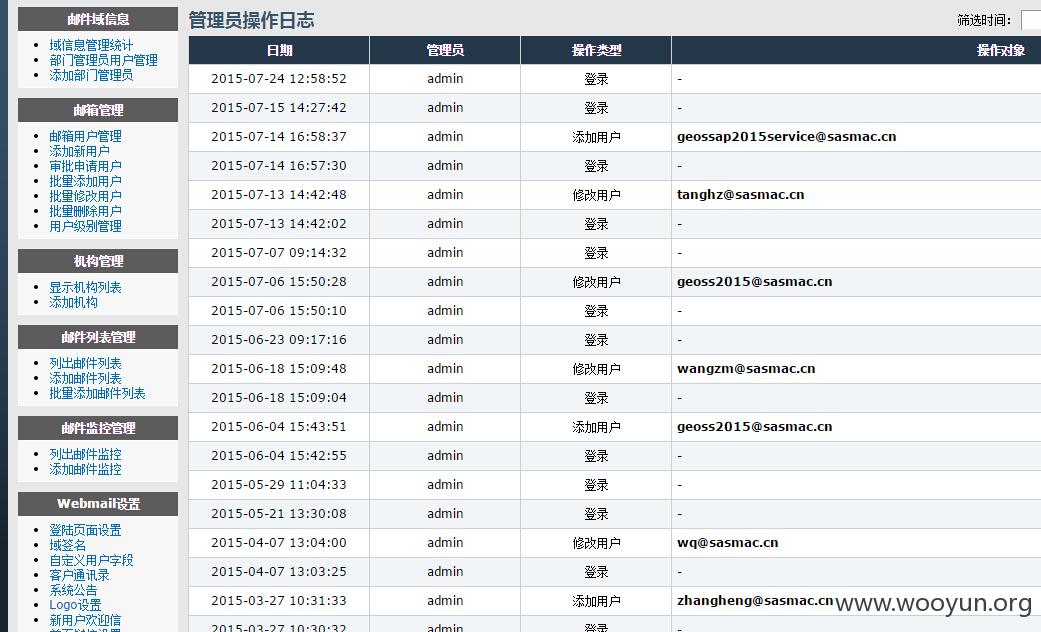 邮件域信息
域信息管理统计
部门管理员用户管理
添加部门管理员
邮箱管理
邮箱用户管理
添加新用户
审批申请用户
批量添加用户
批量修改用户
批量删除用户
用户级别管理
机构管理
显示机构列表
添加机构
邮件列表管理
列出邮件列表
添加邮件列表
批量添加邮件列表
邮件监控管理
列出邮件监控
添加邮件监控
Webmail设置
登陆页面设置
域签名
自定义用户字段
客户通讯录
系统公告
Logo设置
新用户欢迎信
管理员操作日志 筛选时间：
日期 管理员 操作类型 操作对象
2015-07-24 12:58:52 admin 登录 -
2015-07-15 14:27:42 admin 登录 -
2015-07-14 16:58:37 admin 添加用户 geossap2015service@sasmac.cn
2015-07-14 16:57:30 admin 登录 -
2015-07-13 14:42:48 admin 修改用户 tanghz@sasmac.cn
2015-07-13 14:42:02 admin 登录 -
2015-07-07 09:14:32 admin 登录 -
2015-07-06 15:50:28 admin 修改用户 geoss2015@sasmac.cn
2015-07-06 15:50:10 admin 登录 -
2015-06-23 09:17:16 admin 登录 -
2015-06-18 15:09:48 admin 修改用户 wangzm@sasmac.cn
2015-06-18 15:09:04 admin 登录 -
2015-06-04 15:43:51 admin 添加用户 geoss2015@sasmac.cn
2015-06-04 15:42:55 admin 登录 -
2015-05-29 11:04:33 admin 登录 -
2015-05-21 13:30:08 admin 登录 -
2015-04-07 13:04:00 admin 修改用户 wq@sasmac.cn
2015-04-07 13:03:25 admin 登录 -
2015-03-27 10:31:33 admin 添加用户 zhangheng@sasmac.cn
2015-03-27 10:30:32 admin 登录 -
www.wooyun.org